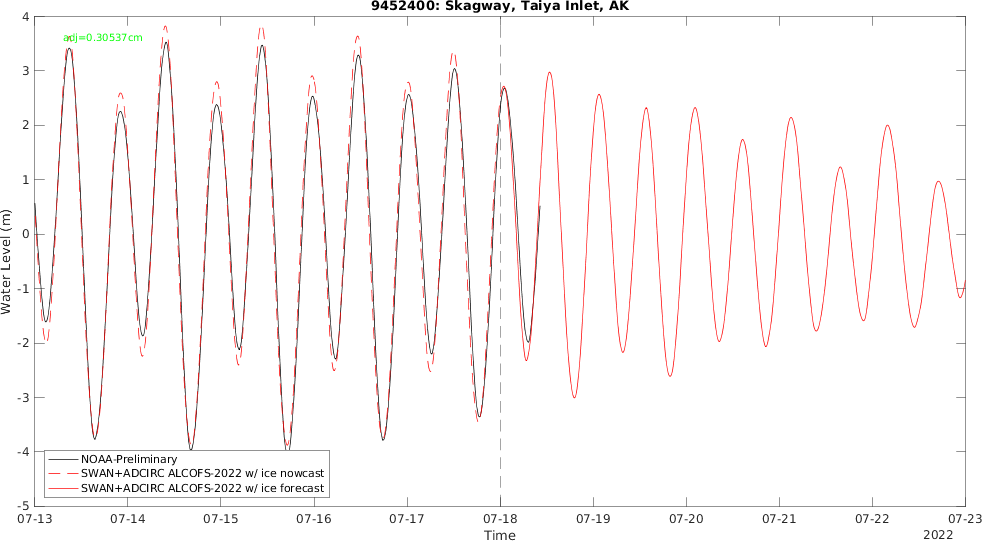 9452400: Skagway, Taiya Inlet, AK
adj=0.30537cm
Water Level (m)
4
3
2
1
0
-1
-2
-3
-4
-5
NOAA-Preliminary
SWAN+ADCIRC ALCOFS-2022 w/ ice nowcast
SWAN+ADCIRC ALCOFS-2022 w/ ice forecast
07-13 07-14 07-15 07-16 07-17 07-18 07-19 07-20 07-21 07-22 07-23
Time
2022